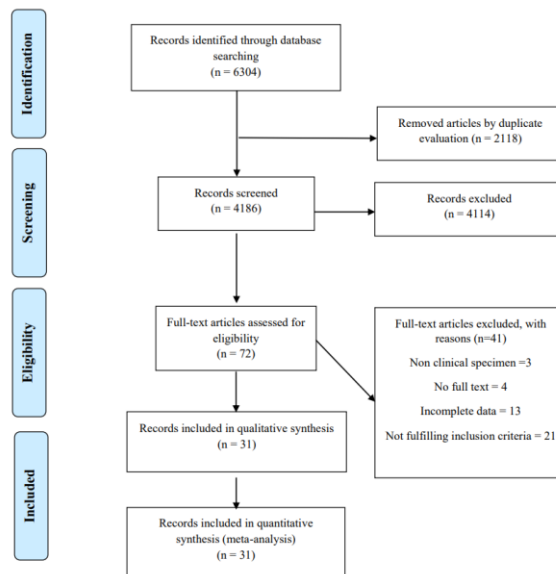 Identification
Records identified through database
searching
(n = 6304)
Removed articles by duplicate
evaluation (n = 2118)
Screening
Records screened
(n = 4186)
Records excluded
(n = 4114)
Eligibility
Full-text articles assessed for
eligibility
(n = 72)
Full-text articles excluded, with
reasons (n=41)
Non clinical specimen =3
No full text = 4
Incomplete data = 13
Not fulfilling inclusion criteria = 21
Records included in qualitative synthesis
(n = 31)
Included
Records included in quantitative
synthesis (meta-analysis)
(n = 31)